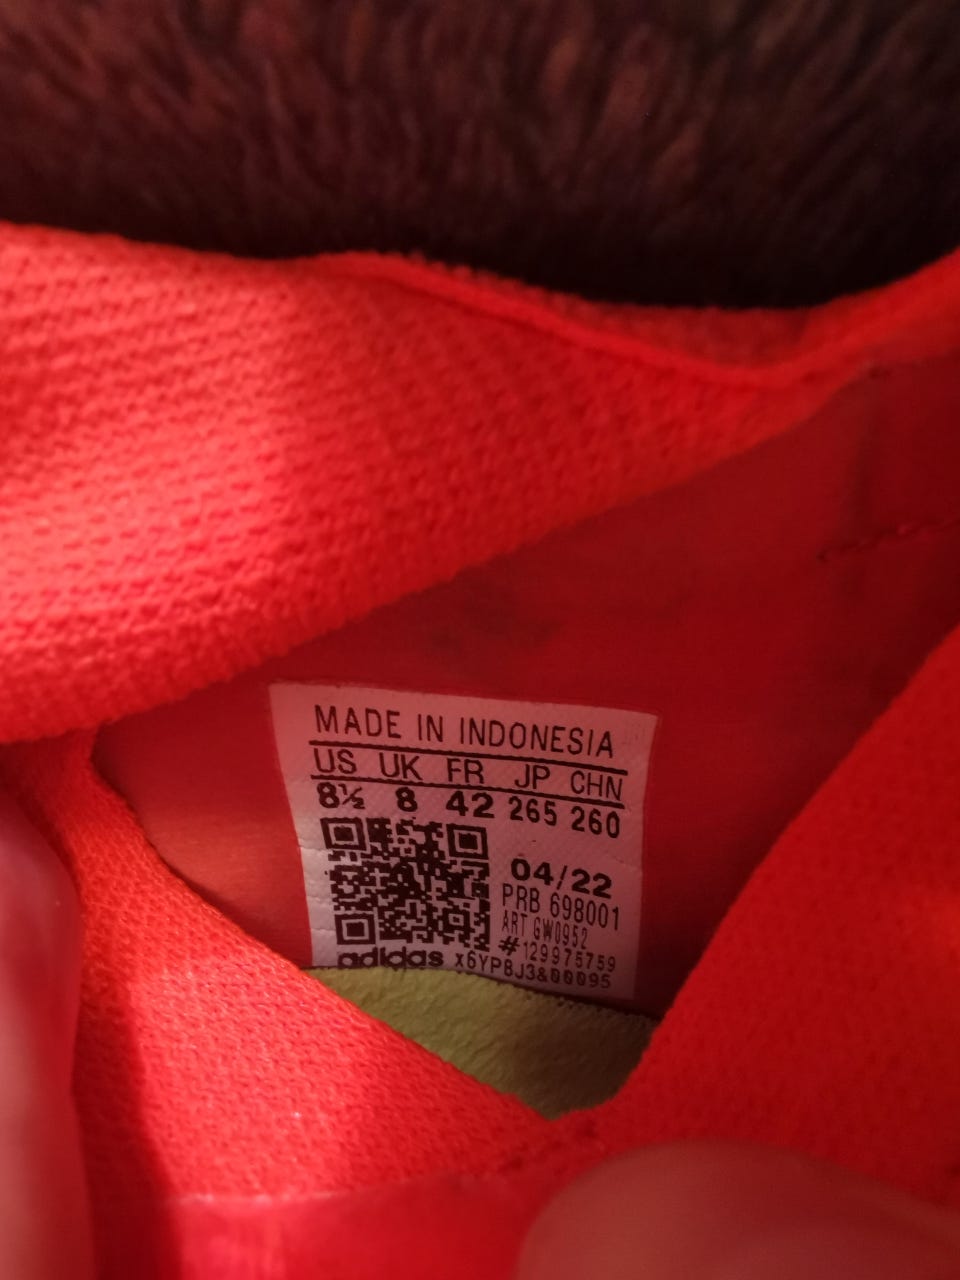 MADE IN INDONESIA
US UK FR JP CHN
8½ 8 42 265 260
04/22
PRB 698001
ART GW0952
#129975759
adidas x6YP8J3&00095